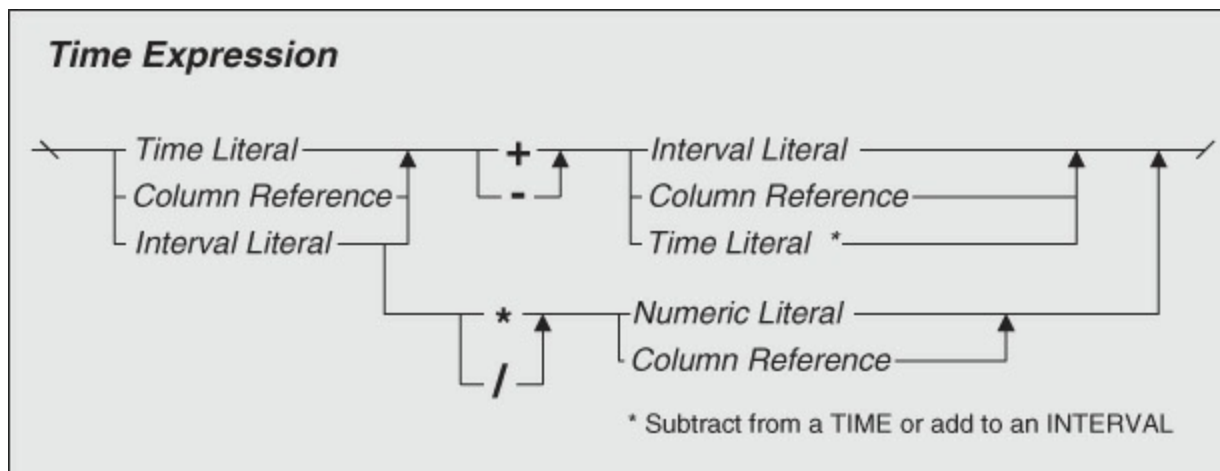 Time Expression
Time Literal + Interval Literal
Column Reference - Column Reference
Interval Literal Time Literal *
* Numeric Literal
/ Column Reference
* Subtract from a TIME or add to an INTERVAL